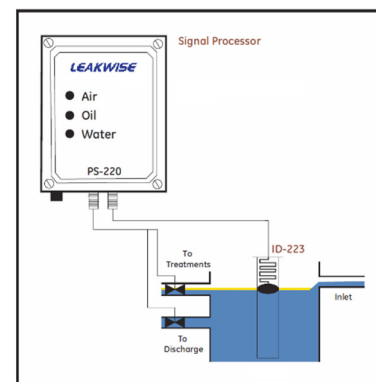 Signal Processor
LEAKWISE
Air
Oil
Water
PS-220
To
Treatments
ID-223
Inlet
To
Discharge